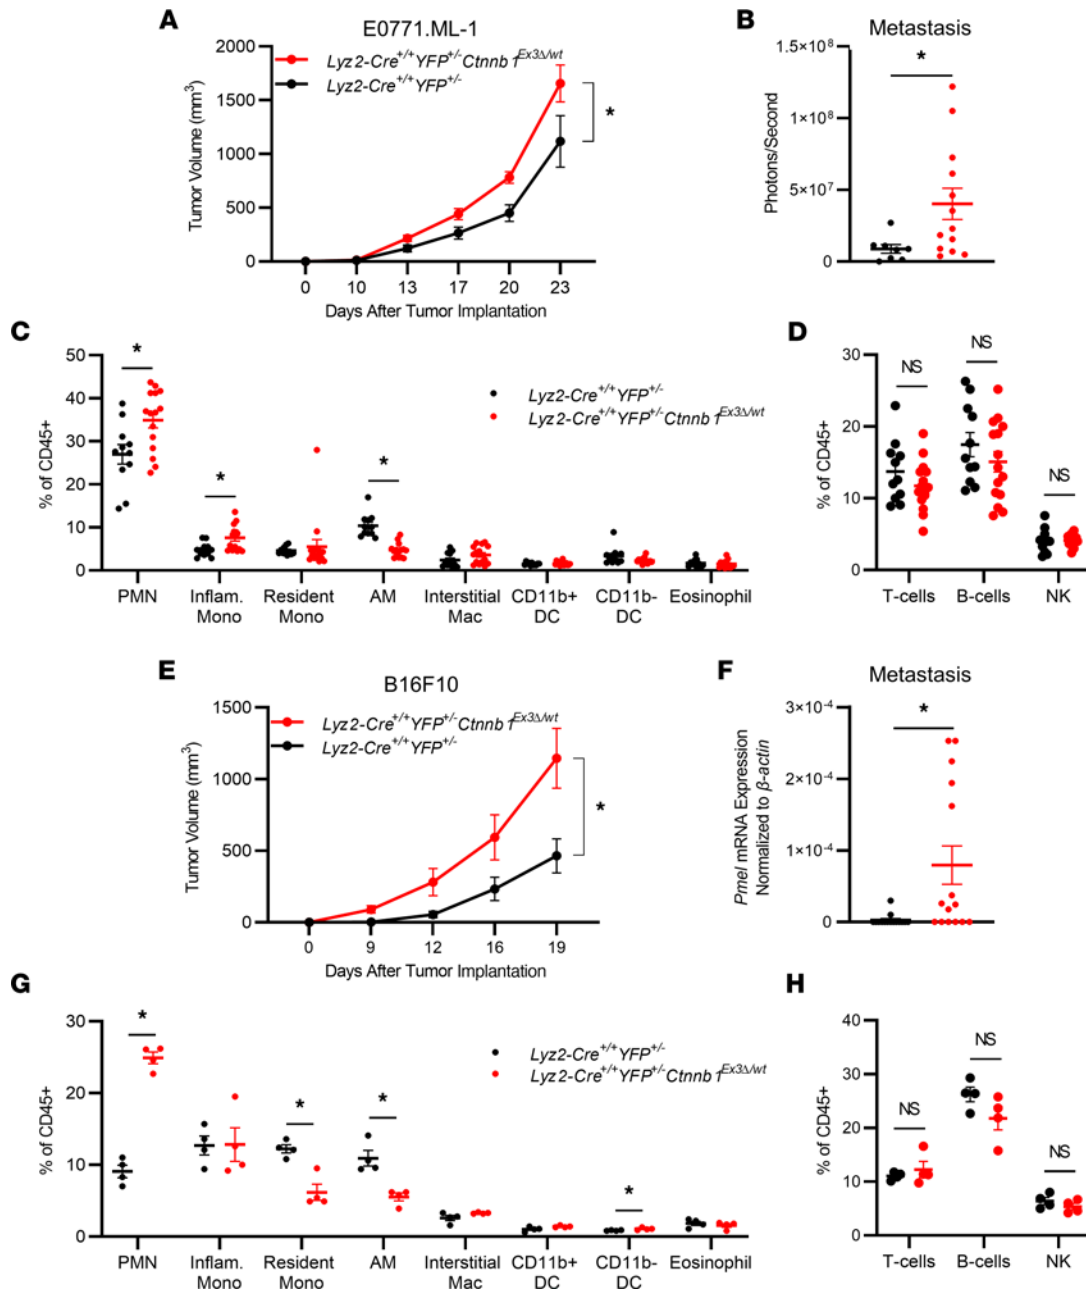 A
E0771.ML-1
Lyz2-Cre+/+YFP+/-Ctnnb1Ex3Δ/wt
Lyz2-Cre+/+YFP+/-
Tumor Volume (mm3)
2000
1500
1000
500
0
0 10 13 17 20 23
Days After Tumor Implantation
*
B
Metastasis
*
Photons/Second
1.5×10^8
1×10^8
5×10^7
0
C
% of CD45+
50
40
30
20
10
0
* * *
Lyz2-Cre+/+YFP+/-
Lyz2-Cre+/+YFP+/-Ctnnb1Ex3Δ/wt
PMN Inflam. Mono Resident Mono AM Interstitial Mac CD11b+ DC CD11b- DC Eosinophil
D
% of CD45+
30
20
10
0
NS NS NS
T-cells B-cells NK
E
B16F10
Lyz2-Cre+/+YFP+/-Ctnnb1Ex3Δ/wt
Lyz2-Cre+/+YFP+/-
Tumor Volume (mm3)
1500
1000
500
0
0 9 12 16 19
Days After Tumor Implantation
*
F
Metastasis
*
Pmel mRNA Expression
Normalized to β-actin
3×10^-4
2×10^-4
1×10^-4
0
G
% of CD45+
30
20
10
0
* * * *
Lyz2-Cre+/+YFP+/-
Lyz2-Cre+/+YFP+/-Ctnnb1Ex3Δ/wt
PMN Inflam. Mono Resident Mono AM Interstitial Mac CD11b+ DC CD11b- DC Eosinophil
H
% of CD45+
40
30
20
10
0
NS NS NS
T-cells B-cells NK